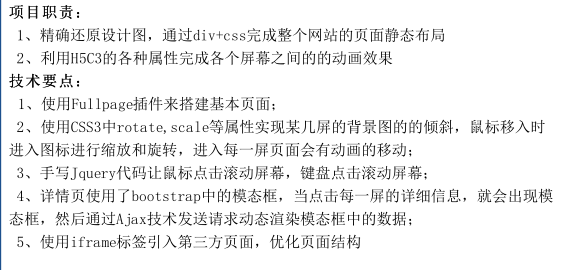 项目职责：
1、精确还原设计图，通过div+css完成整个网站的页面静态布局
2、利用H5C3的各种属性完成各个屏幕之间的的动画效果
技术要点：
1、使用Fullpage插件来搭建基本页面；
2、使用CSS3中rotate,scale等属性实现某几屏的背景图的的倾斜，鼠标移入时
进入图标进行缩放和旋转，进入每一屏页面会有动画的移动；
3、手写Jquery代码让鼠标点击滚动屏幕，键盘点击滚动屏幕；
4、详情页使用了bootstrap中的模态框，当点击每一屏的详细信息，就会出现模
态框，然后通过Ajax技术发送请求动态渲染模态框中的数据；
5、使用iframe标签引入第三方页面，优化页面结构